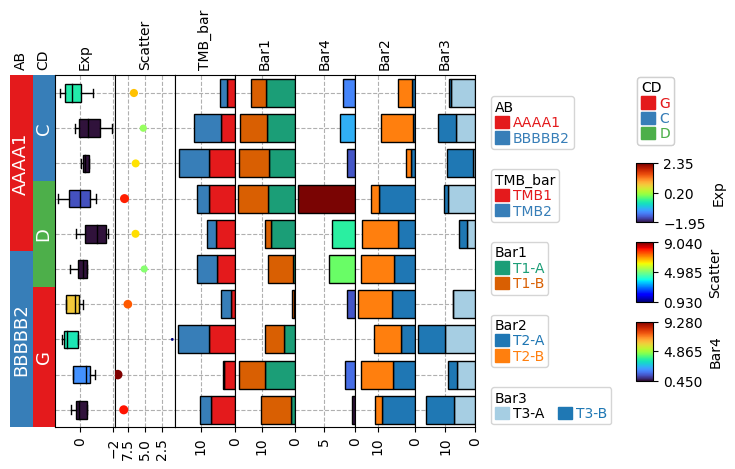 AB
CD
Exp
Scatter
TMB_bar
Bar1
Bar4
Bar2
Bar3
AAAA1
BBBBB2
C
D
G
0
−2
7.5
5.0
2.5
10
0
10
0
5
0
10
0
10
0
AB
AAAA1
BBBBB2
TMB_bar
TMB1
TMB2
Bar1
T1-A
T1-B
Bar2
T2-A
T2-B
Bar3
T3-A
T3-B
CD
G
C
D
2.35
0.20
−1.95
Exp
9.040
4.985
0.930
Scatter
9.280
4.865
0.450
Bar4